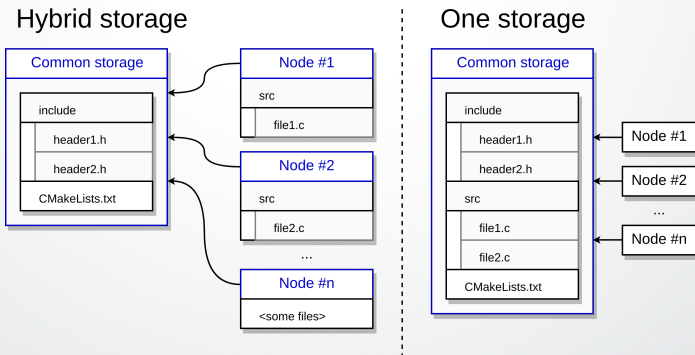 Hybrid storage
Common storage
include
header1.h
header2.h
CMakeLists.txt
Node #1
src
file1.c
Node #2
src
file2.c
...
Node #n
<some files>
One storage
Common storage
include
header1.h
header2.h
src
file1.c
file2.c
CMakeLists.txt
Node #1
Node #2
...
Node #n